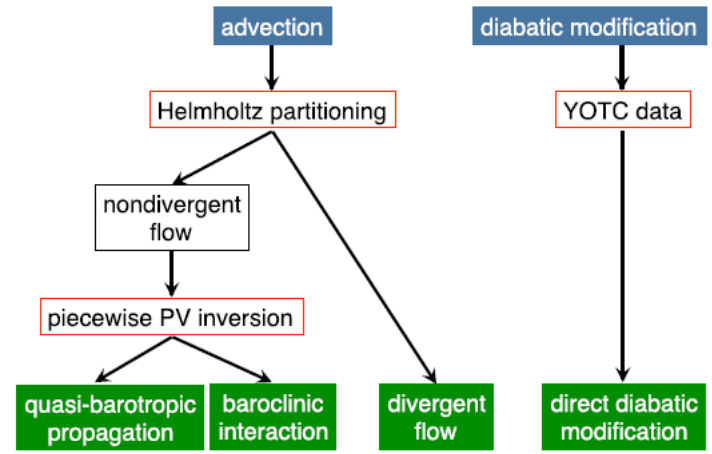 advection
diabatic modification
Helmholtz partitioning
YOTC data
nondivergent
flow
piecewise PV inversion
quasi-barotropic
propagation
baroclinic
interaction
divergent
flow
direct diabatic
modification